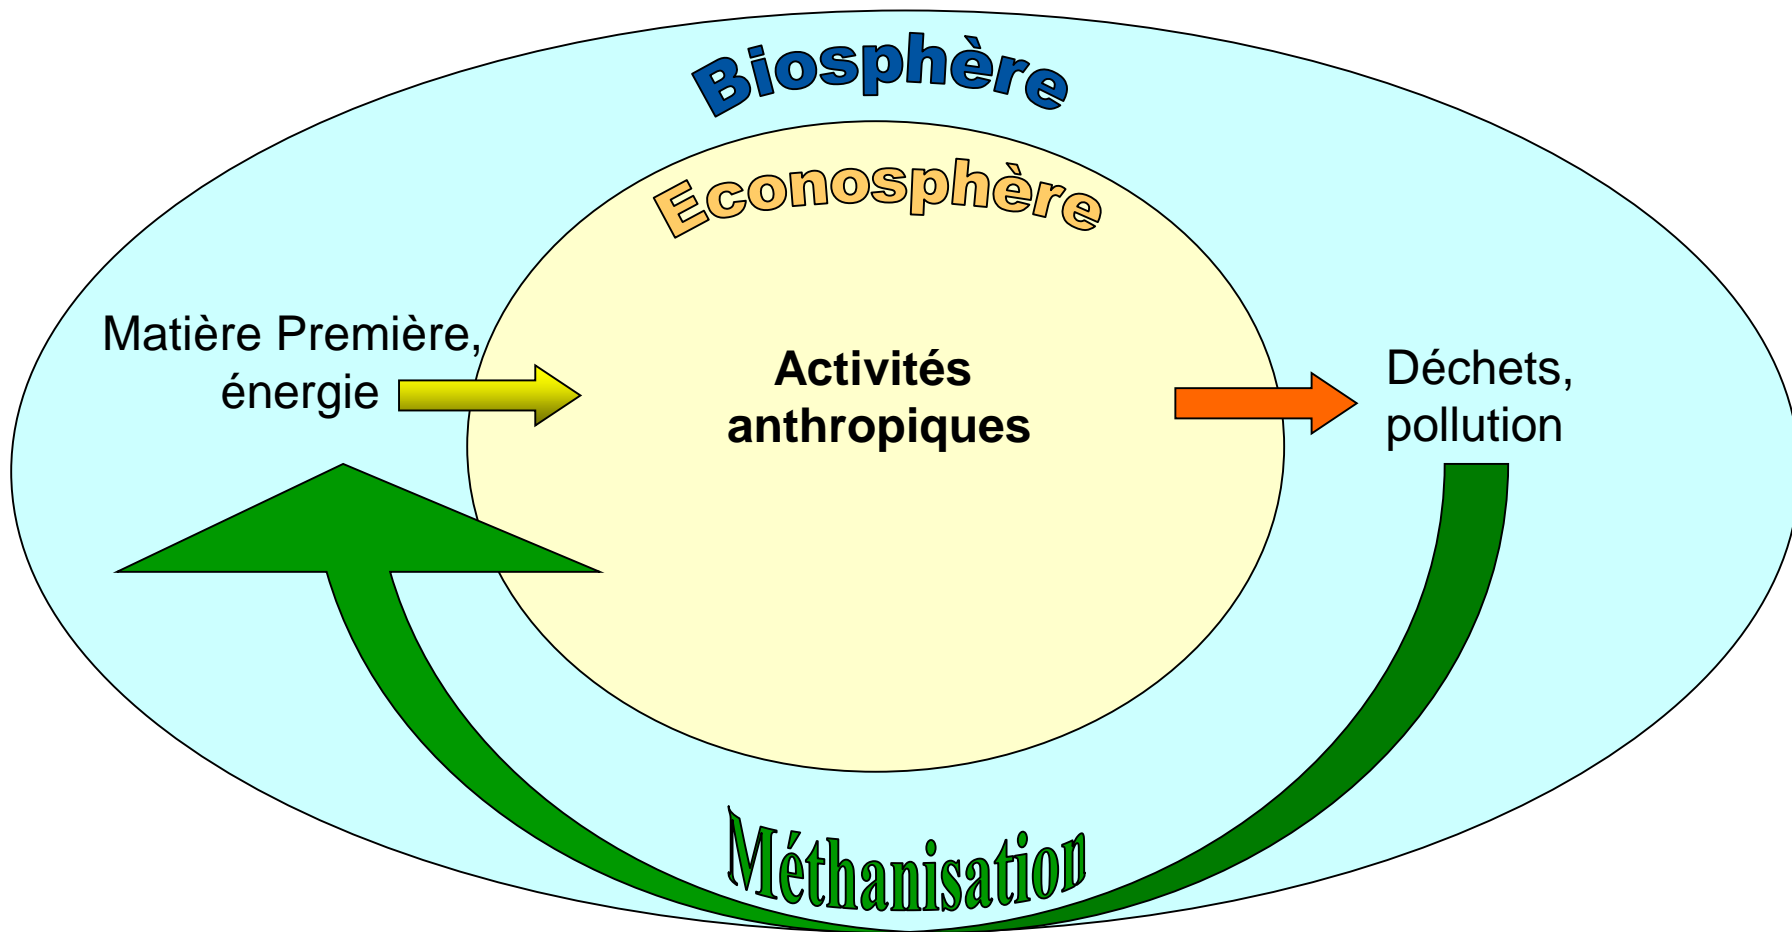 Biosphère
Econosphère
Matière Première,
énergie
Activités
anthropiques
Déchets,
pollution
Méthanisation